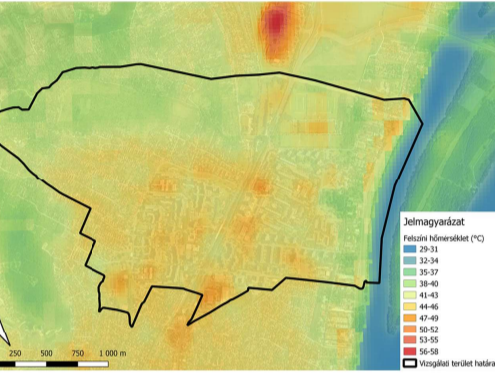 Jelmagyarázat
Felszíni hőmérséklet (°C)
29-31
32-34
35-37
38-40
41-43
44-46
47-49
50-52
53-55
56-58
Vizsgálati terület határa
250 500 750 1 000 m